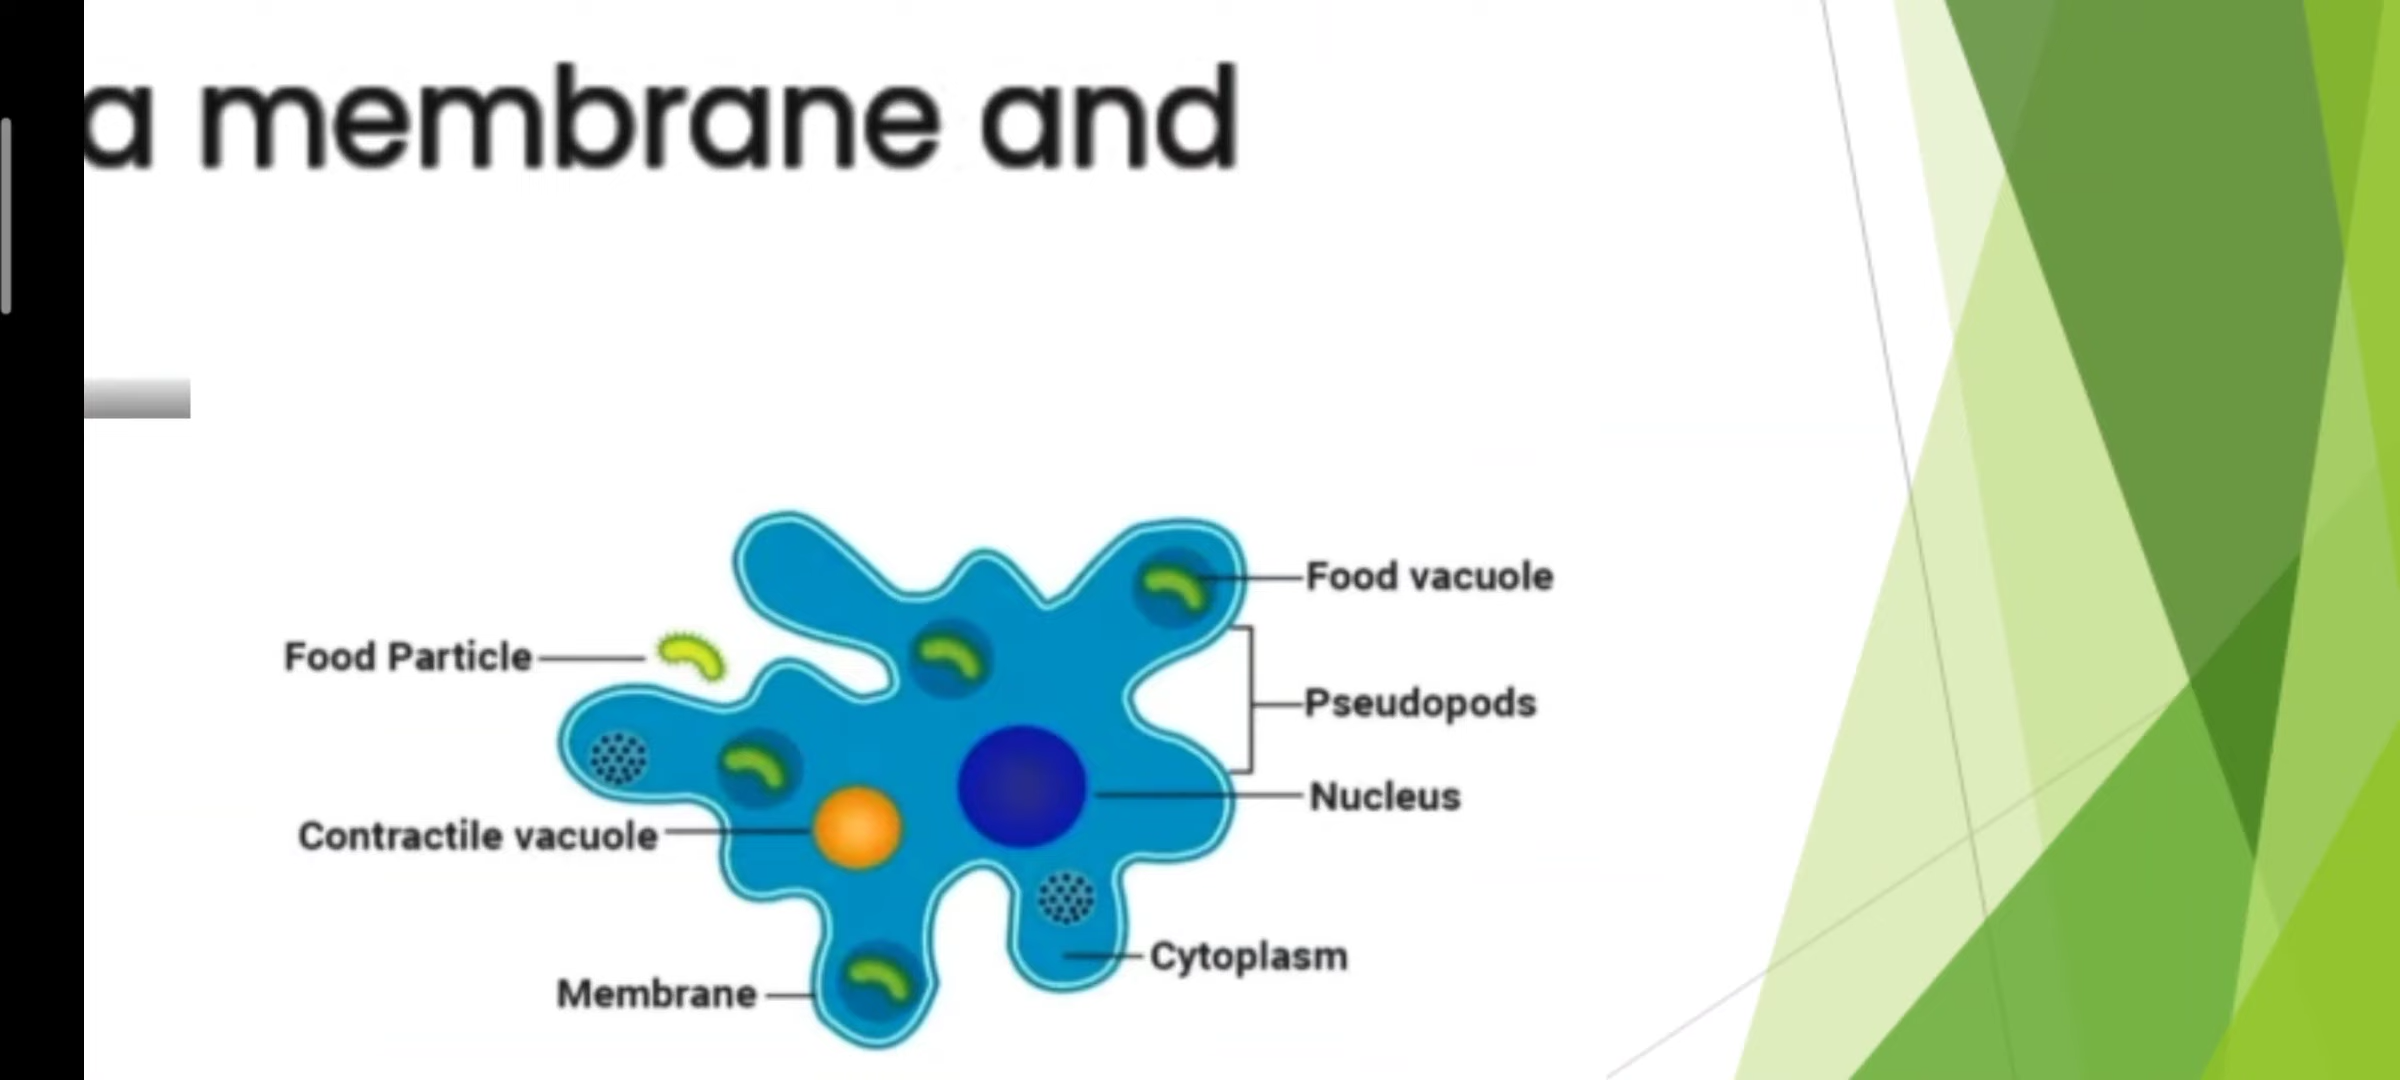 a membrane and
Food vacuole
Food Particle
Pseudopods
Nucleus
Contractile vacuole
Cytoplasm
Membrane